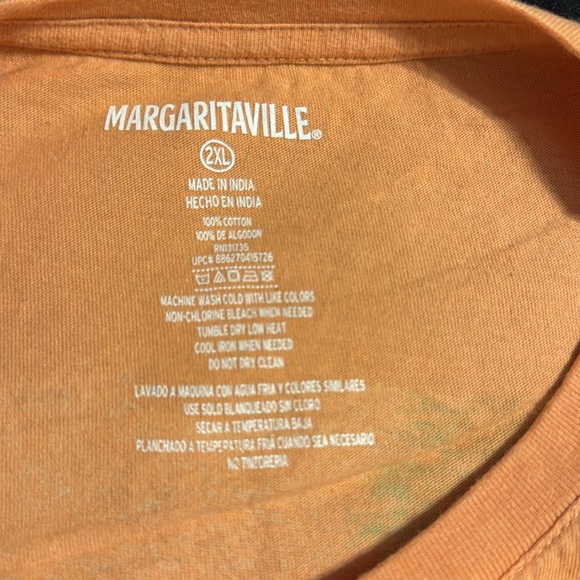 MARGARITAVILLE®
2XL
MADE IN INDIA
HECHO EN INDIA
100% COTTON
100% DE ALGODON
RN131735
UPC# 886270415726
MACHINE WASH COLD WITH LIKE COLORS
NON-CHLORINE BLEACH WHEN NEEDED
TUMBLE DRY LOW HEAT
COOL IRON WHEN NEEDED
DO NOT DRY CLEAN
LAVADO A MAQUINA CON AGUA FRIA Y COLORES SIMILARES
USE SOLO BLANQUEADO SIN CLORO
SECAR A TEMPERATURA BAJA
PLANCHADO A TEMPERATURA FRIA CUANDO SEA NECESARIO
NO TINTORERIA